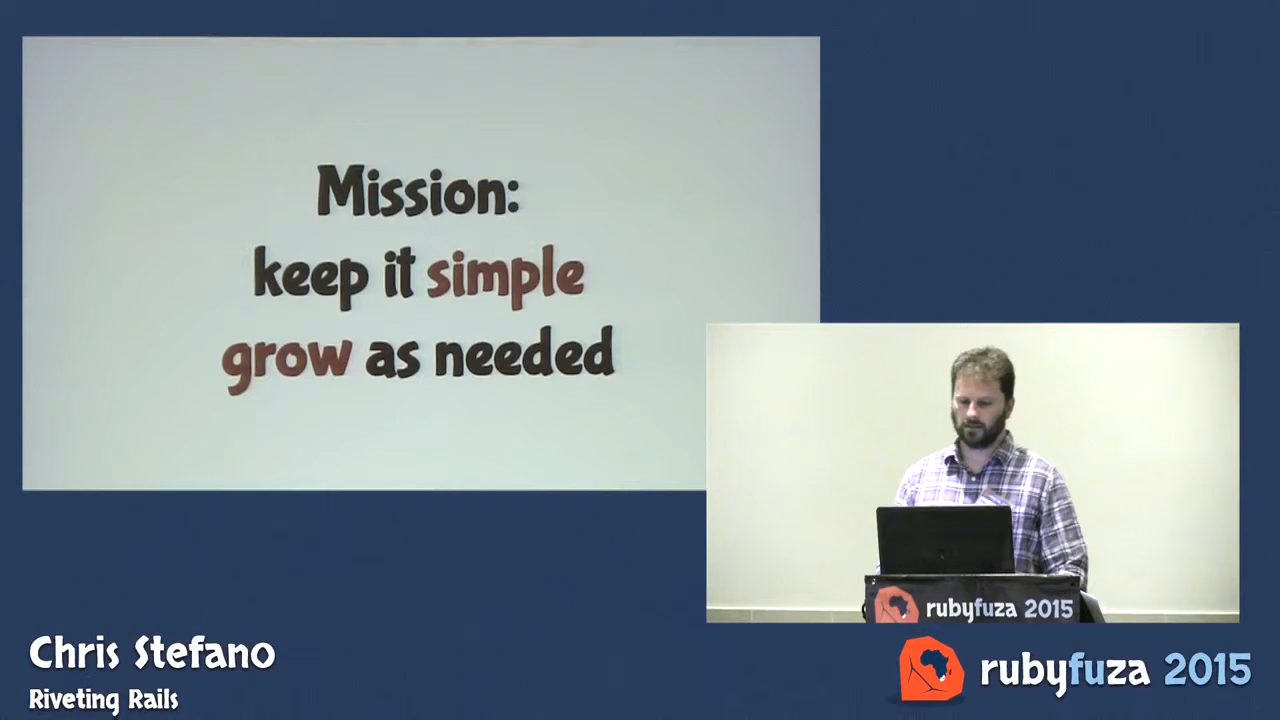 Mission:
keep it simple
grow as needed
rubyfuza 2015
Chris Stefano
Riveting Rails
rubyfuza 2015